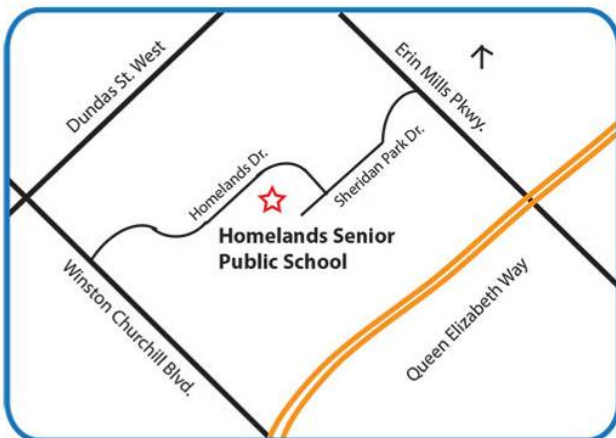 Dundas St. West
Erin Mills Pkwy.
Homelands Dr.
Sheridan Park Dr.
Homelands Senior
Public School
Winston Churchill Blvd.
Queen Elizabeth Way